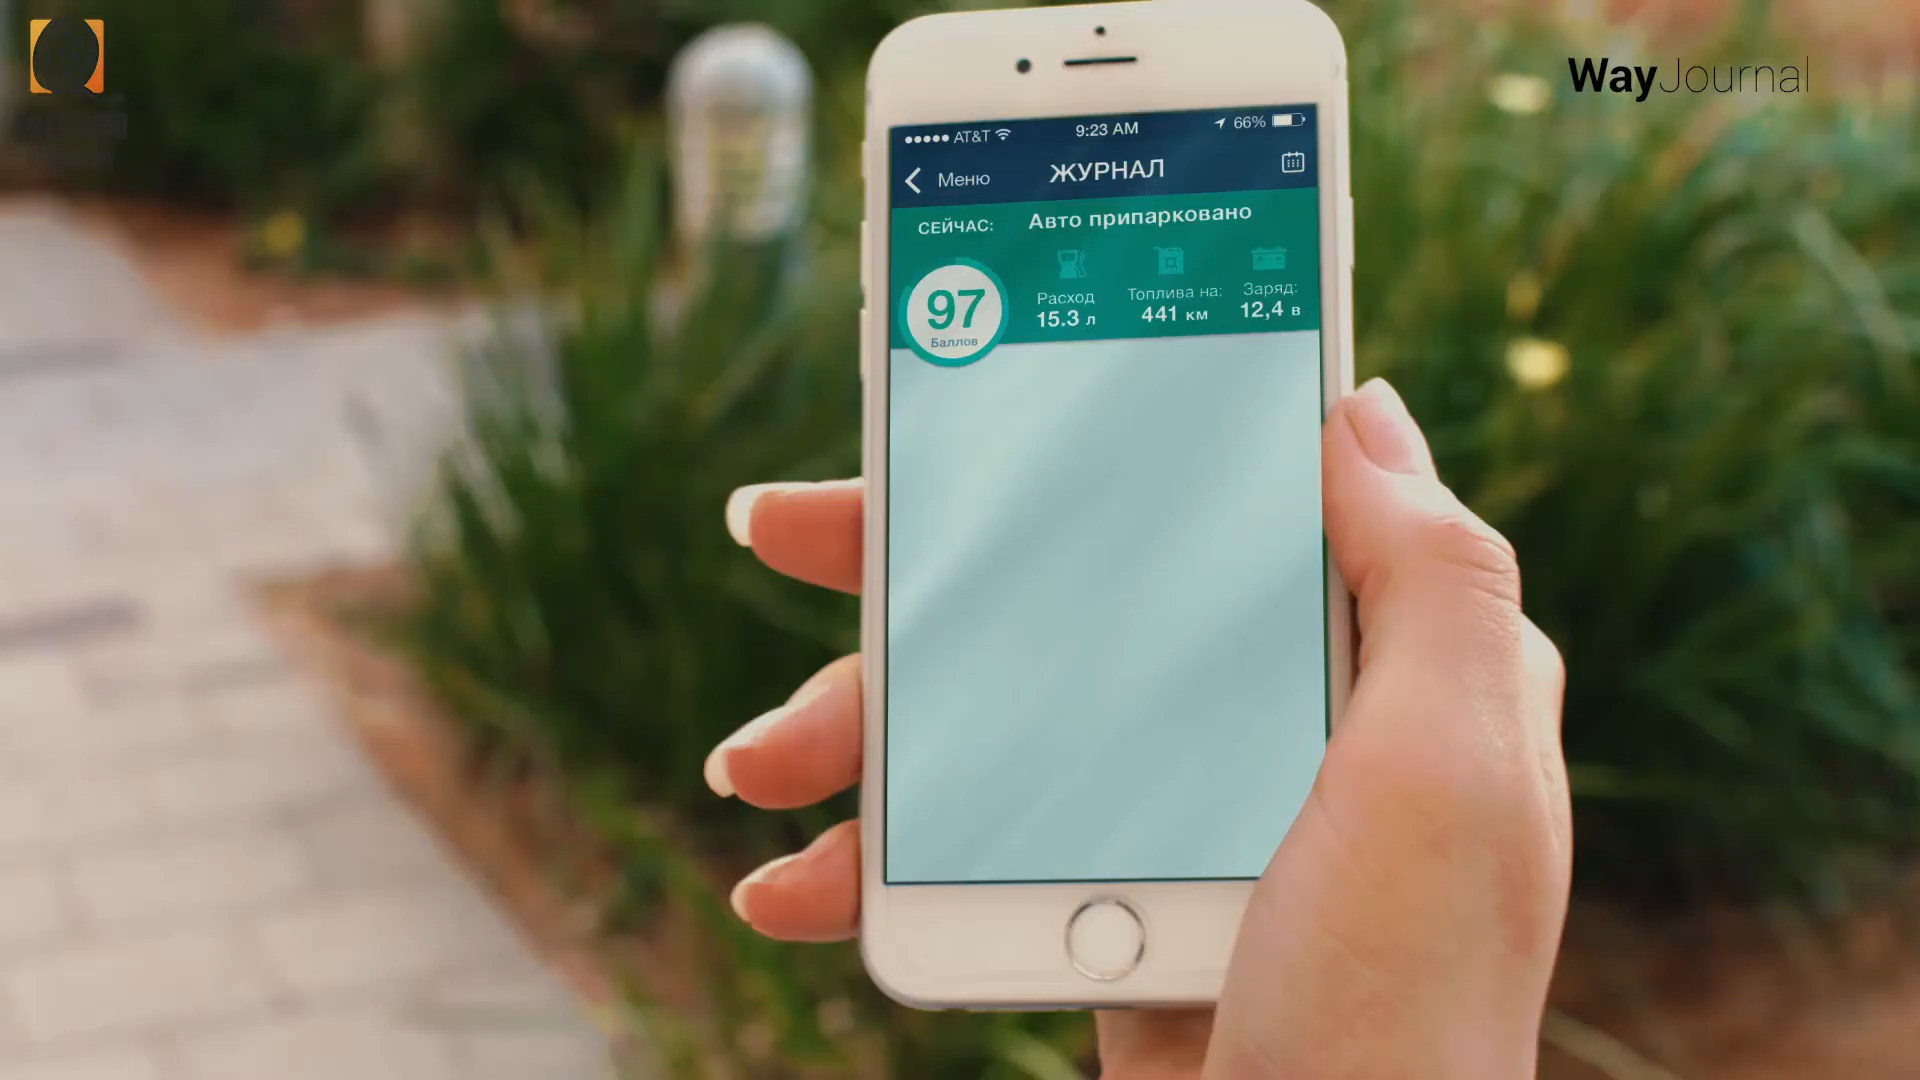 WayJournal
AT&T 9:23 AM 66%
Меню ЖУРНАЛ
СЕЙЧАС: Авто припарковано
97
Баллов
Расход
15.3 л
Топлива на:
441 км
Заряд:
12,4 в